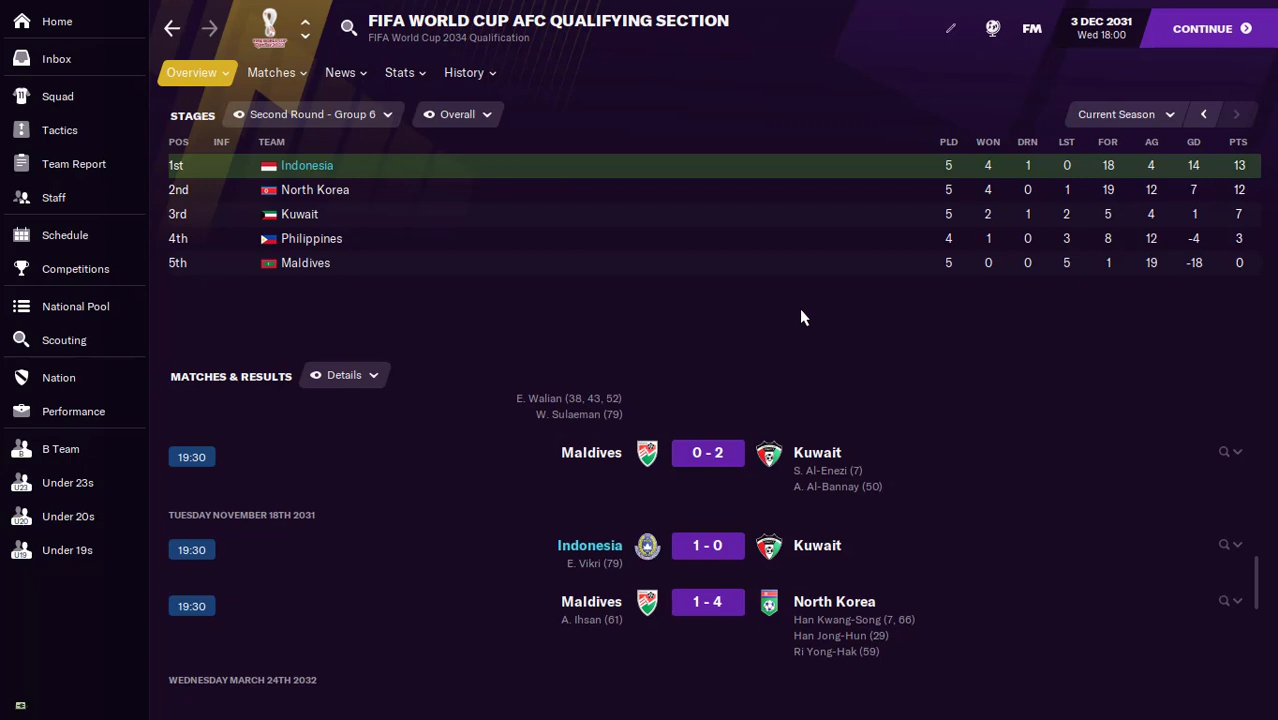 Home
Inbox
Squad
Tactics
Team Report
Staff
Schedule
Competitions
National Pool
Scouting
Nation
Performance
B Team
Under 23s
Under 20s
Under 19s
FIFA WORLD CUP AFC QUALIFYING SECTION
FIFA World Cup 2034 Qualification
FM
3 DEC 2031
Wed 18:00
CONTINUE
Overview Matches News Stats History
STAGES Second Round - Group 6 Overall Current Season
POS INF TEAM PLD WON DRN LST FOR AG GD PTS
1st Indonesia 5 4 1 0 18 4 14 13
2nd North Korea 5 4 0 1 19 12 7 12
3rd Kuwait 5 2 1 2 5 4 1 7
4th Philippines 4 1 0 3 8 12 -4 3
5th Maldives 5 0 0 5 1 19 -18 0
MATCHES & RESULTS Details
E. Walian (38, 43, 52)
W. Sulaeman (79)
19:30 Maldives 0 - 2 Kuwait
S. Al-Enezi (7)
A. Al-Bannay (50)
TUESDAY NOVEMBER 18TH 2031
19:30 Indonesia 1 - 0 Kuwait
E. Vikri (79)
19:30 Maldives 1 - 4 North Korea
A. Ihsan (61) Han Kwang-Song (7, 66)
Han Jong-Hun (29)
Ri Yong-Hak (59)
WEDNESDAY MARCH 24TH 2032